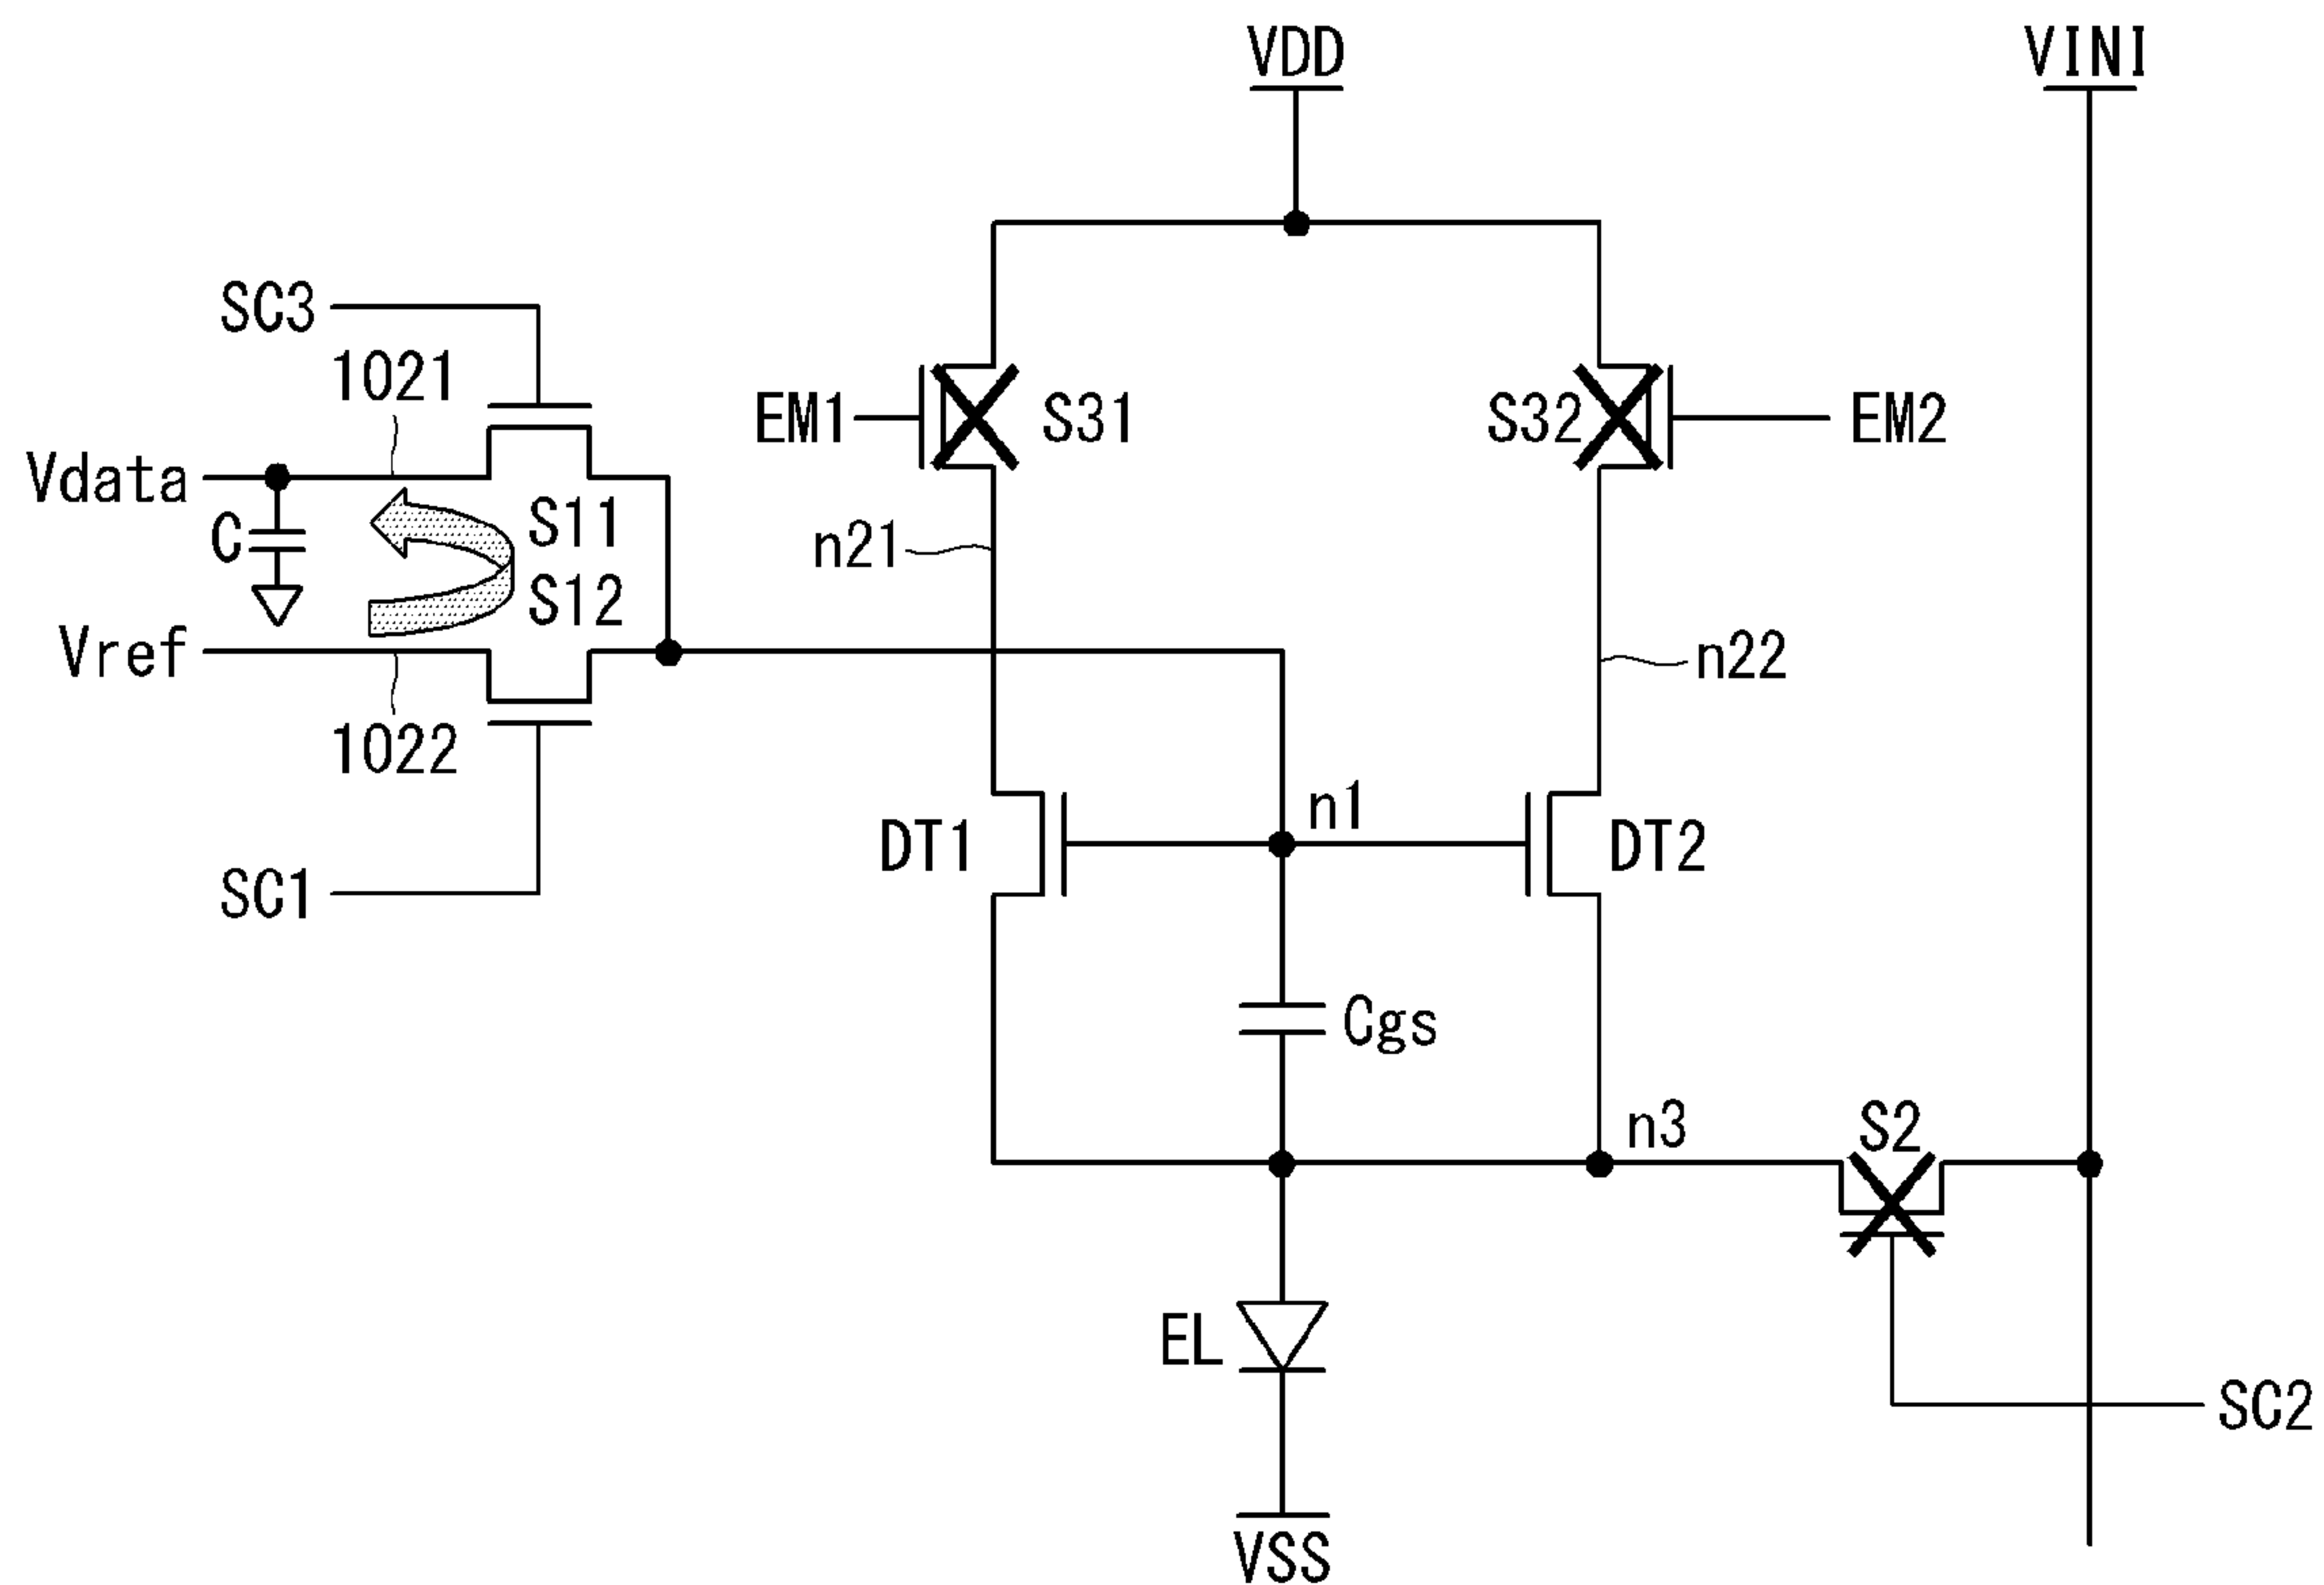 VDD
VINI
SC3
1021
EM1
S31
S32
EM2
Vdata
S11
C
n21
S12
Vref
n22
1022
n1
DT1
DT2
SC1
Cgs
n3
S2
EL
SC2
VSS